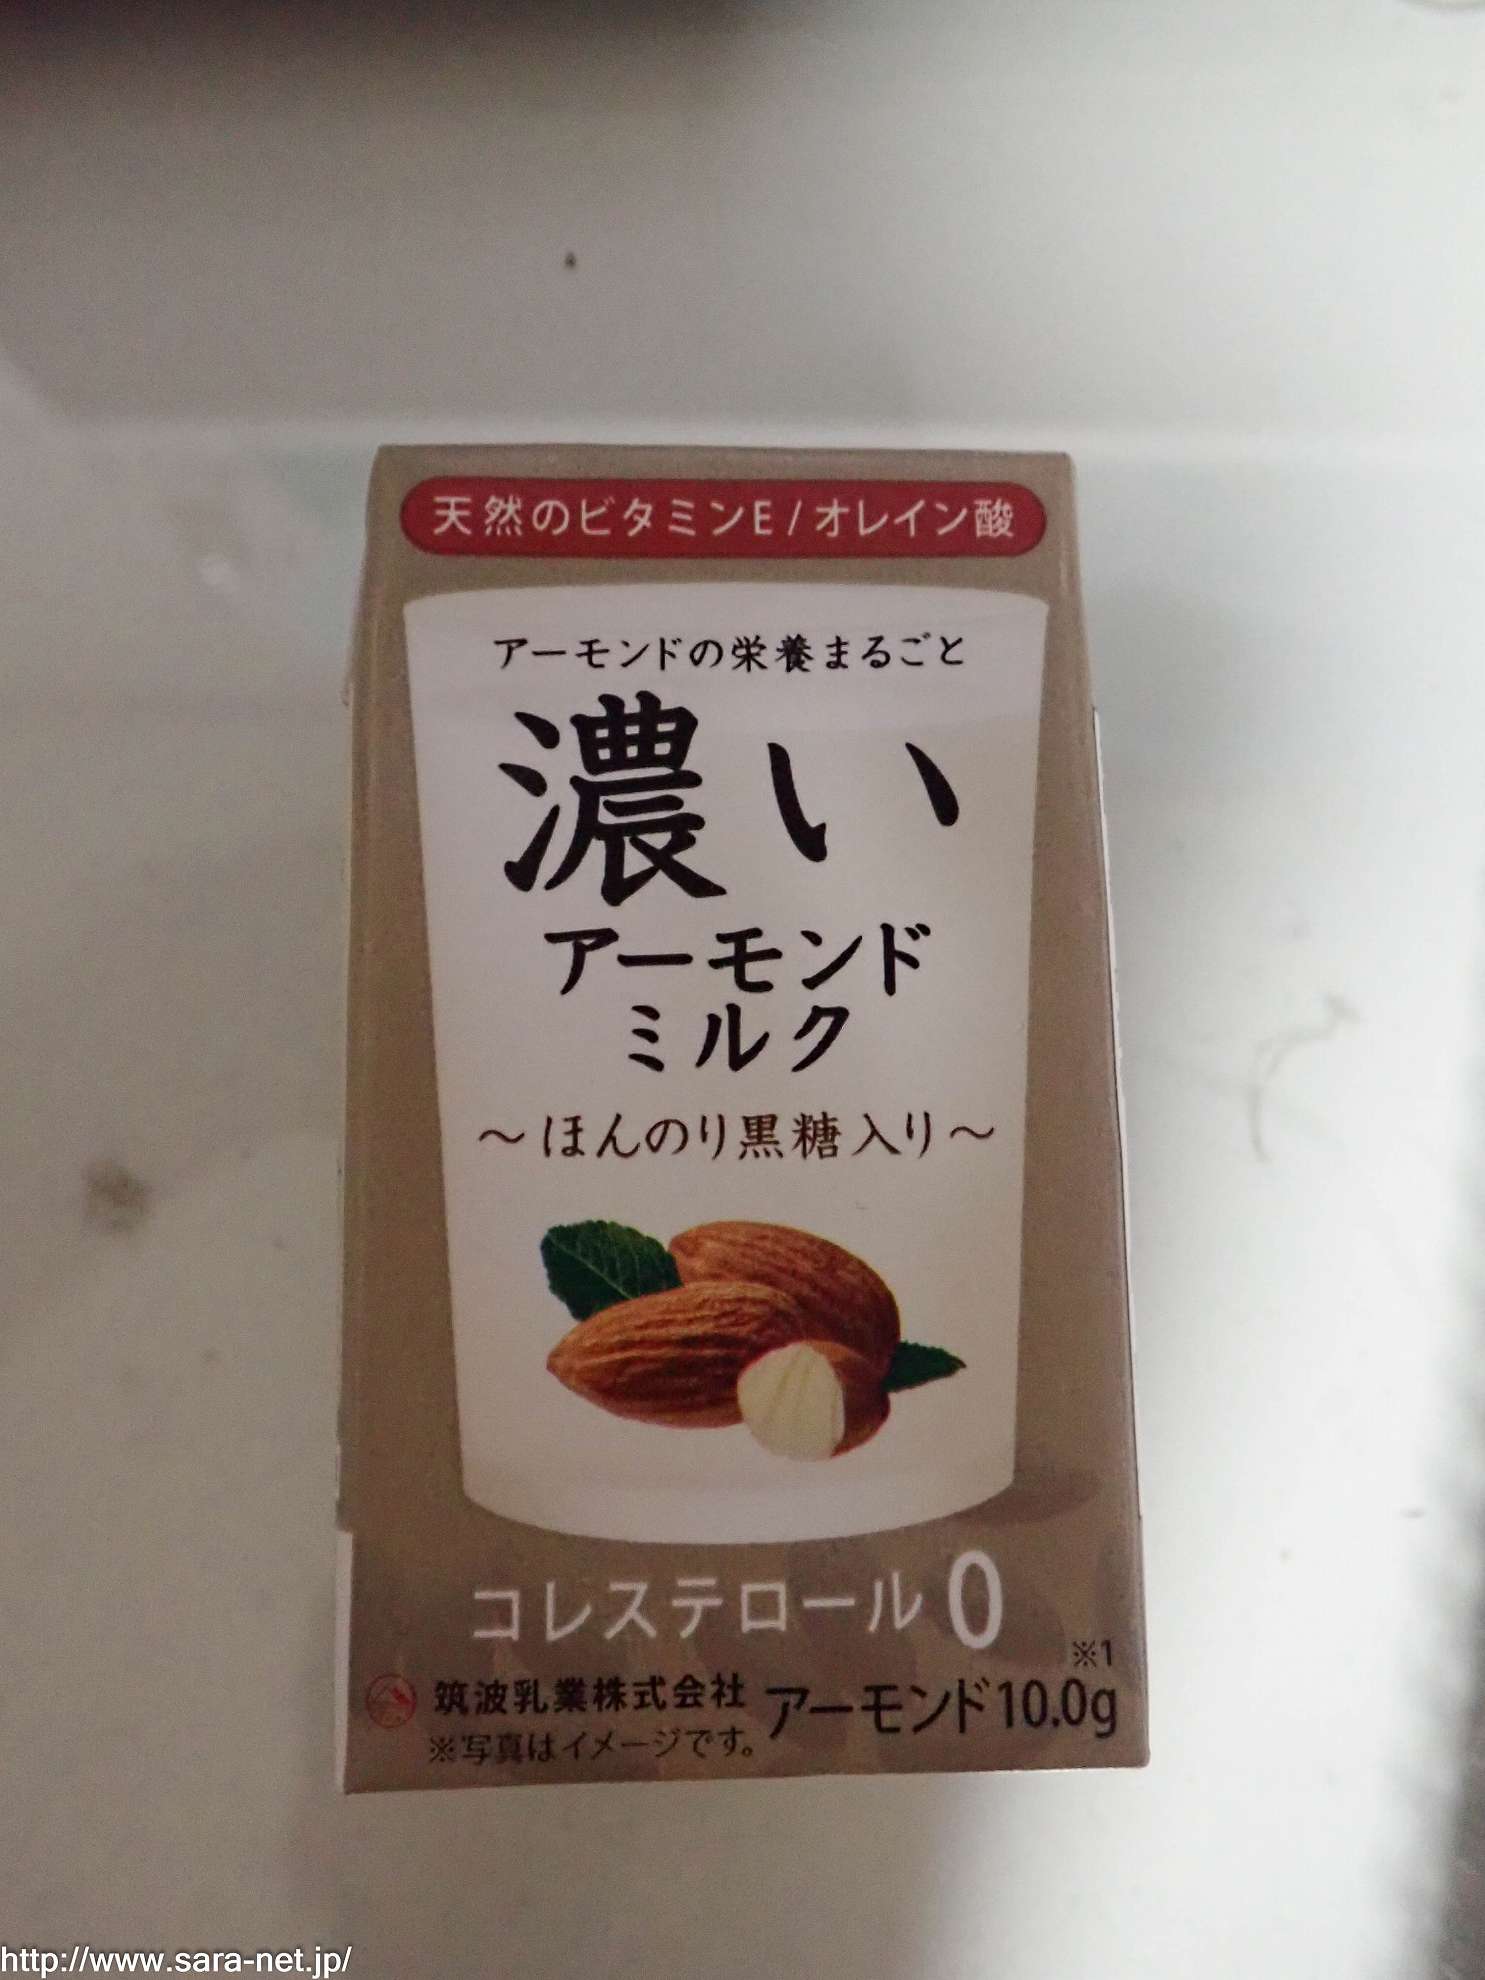 天然のビタミンE/オレイン酸
アーモンドの栄養まるごと
濃い
アーモンド
ミルク
～ほんのり黒糖入り～
コレステロール0
※1
筑波乳業株式会社 アーモンド10.0g
※写真はイメージです。
http://www.sara-net.jp/